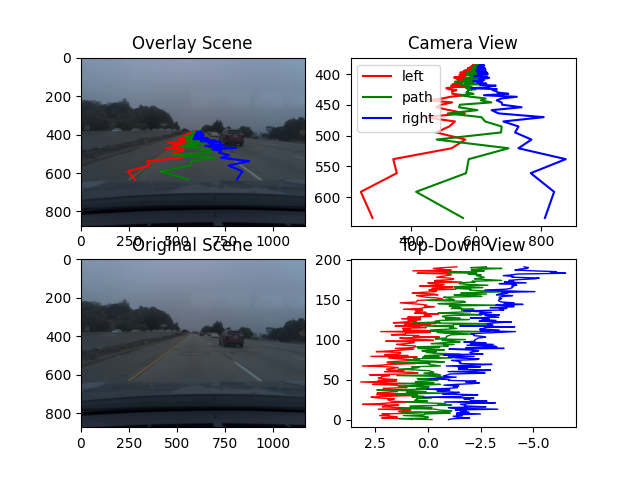 Overlay Scene
0
200
400
600
800
0 250 500 750 1000
Camera View
left
path
right
400
450
500
550
600
400 600 800
Original Scene
0
200
400
600
800
0 250 500 750 1000
Top-Down View
200
150
100
50
0
2.5 0.0 −2.5 −5.0